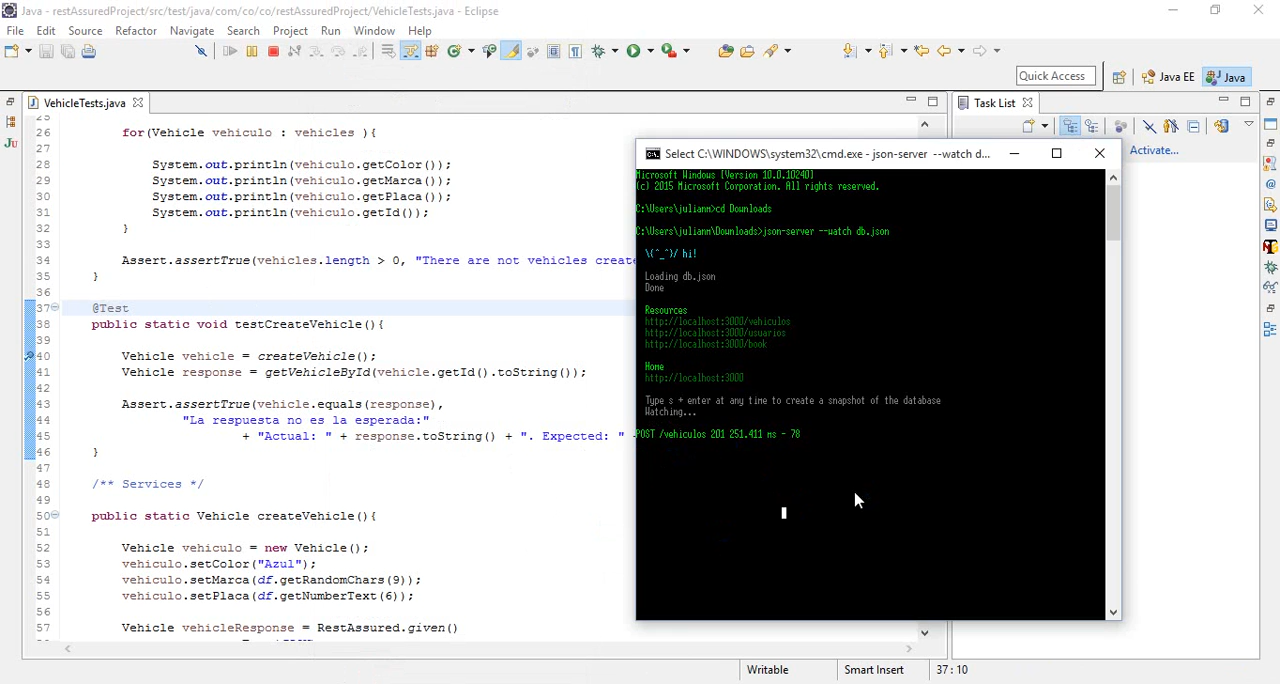 Java - restAssuredProject/src/test/java/com/co/co/restAssuredProject/VehicleTests.java - Eclipse
File Edit Source Refactor Navigate Search Project Run Window Help
Quick Access
Java EE
Java
VehicleTests.java
Task List
Activate...
26 for(Vehicle vehiculo : vehicles ){
27
28 System.out.println(vehiculo.getColor());
29 System.out.println(vehiculo.getMarca());
30 System.out.println(vehiculo.getPlaca());
31 System.out.println(vehiculo.getId());
32 }
33
34 Assert.assertTrue(vehicles.length > 0, "There are not vehicles create
35 }
36
37 @Test
38 public static void testCreateVehicle(){
39
40 Vehicle vehicle = createVehicle();
41 Vehicle response = getVehicleById(vehicle.getId().toString());
42
43 Assert.assertTrue(vehicle.equals(response),
44 "La respuesta no es la esperada:"
45 + "Actual: " + response.toString() + ". Expected: "
46 }
47
48 /** Services */
49
50 public static Vehicle createVehicle(){
51
52 Vehicle vehiculo = new Vehicle();
53 vehiculo.setColor("Azul");
54 vehiculo.setMarca(df.getRandomChars(9));
55 vehiculo.setPlaca(df.getNumberText(6));
56
57 Vehicle vehicleResponse = RestAssured.given()
Select C:\WINDOWS\system32\cmd.exe - json-server --watch d...
Microsoft Windows [Version 10.0.10240]
(c) 2015 Microsoft Corporation. All rights reserved.
C:\Users\juliann>cd Downloads
C:\Users\juliann\Downloads>json-server --watch db.json
\(^_^)/ hi!
Loading db.json
Done
Resources
http://localhost:3000/vehiculos
http://localhost:3000/usuarios
http://localhost:3000/book
Home
http://localhost:3000
Type s + enter at any time to create a snapshot of the database
Watching...
POST /vehiculos 201 251.411 ms - 78
Writable
Smart Insert
37 : 10